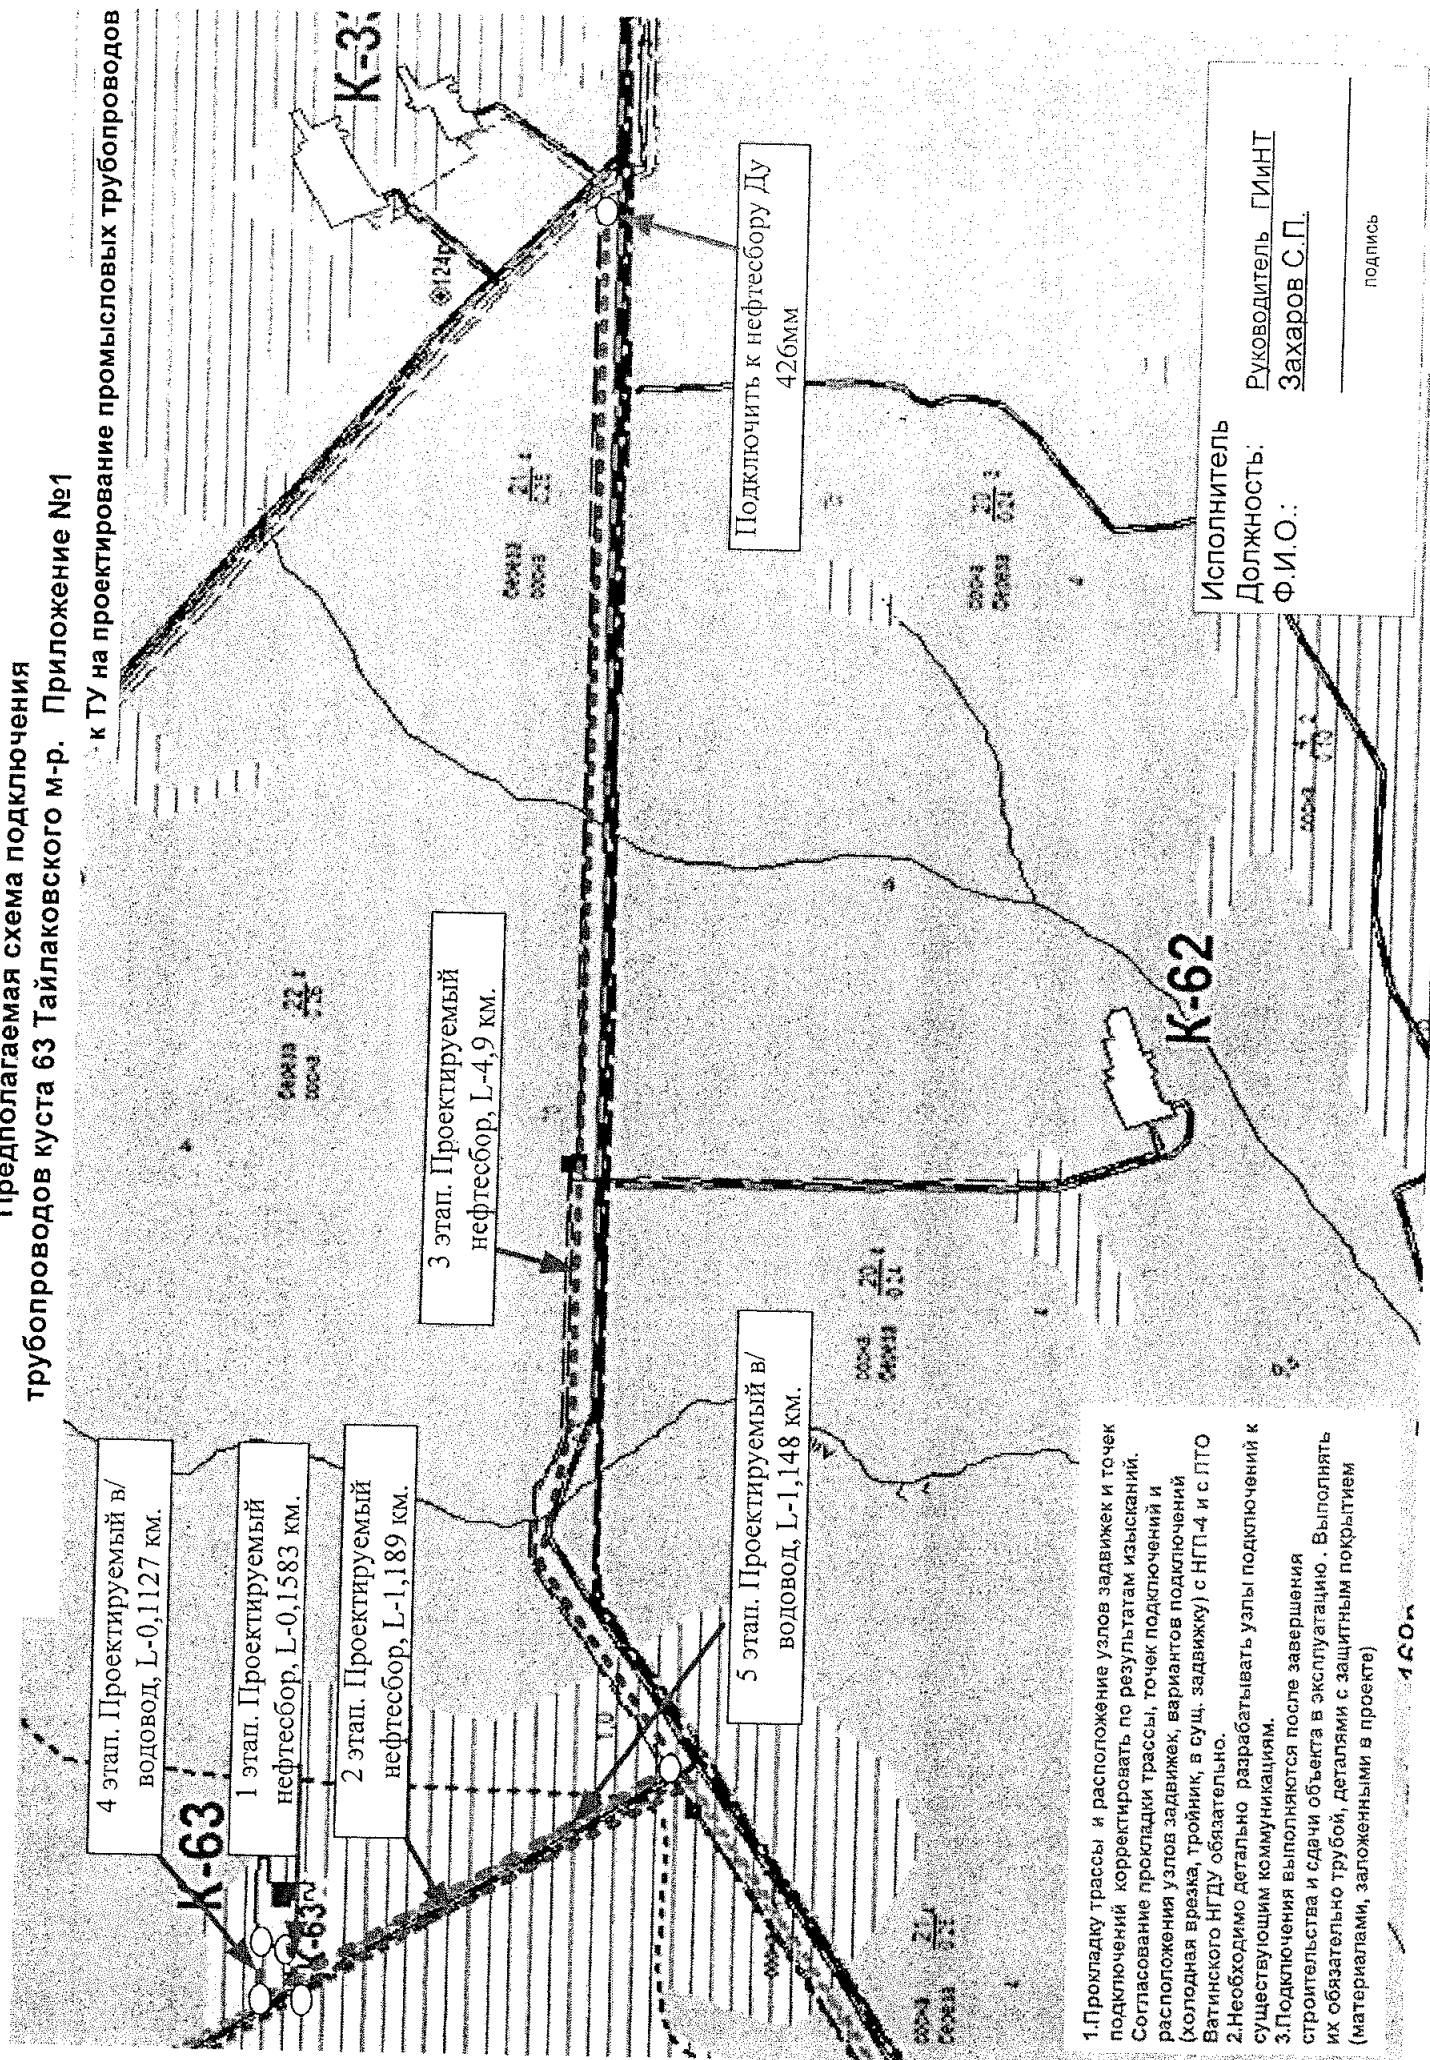 Предполагаемая схема подключения
трубопроводов куста 63 Тайлаковского м-р. Приложение №1
к ТУ на проектирование промысловых трубопроводов
4 этап. Проектируемый в/
водовод, L-0,1127 км.
К-63
1 этап. Проектируемый
нефтесбор, L-0,1583 км.
К-63
2 этап. Проектируемый
нефтесбор, L-1,189 км.
3 этап. Проектируемый
нефтесбор, L-4,9 км.
5 этап. Проектируемый в/
водовод, L-1,148 км.
Подключить к нефтесбору Ду
426мм
К-3
124р
К-62
1.Прокладку трассы и расположение узлов задвижек и точек
подключений корректировать по результатам изысканий.
Согласование прокладки трассы, точек подключений и
расположения узлов задвижек, вариантов подключений
(холодная врезка, тройник, в сущ. задвижку) с НГП-4 и с ПТО
Ватинского НГДУ обязательно.
2.Необходимо детально разрабатывать узлы подключений к
существующим коммуникациям.
3.Подключения выполняются после завершения
строительства и сдачи объекта в эксплуатацию . Выполнять
их обязательно трубой, деталями с защитным покрытием
(материалами, заложенными в проекте)
Исполнитель
Должность: Руководитель ГИиНТ
Ф.И.О.: Захаров С.П.
подпись